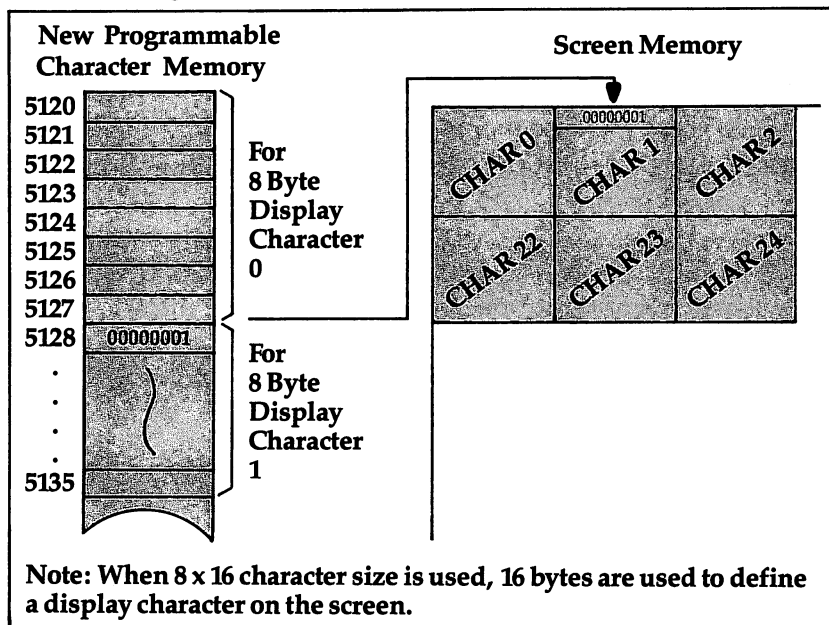 New Programmable
Character Memory
5120
5121
5122
5123
5124
5125
5126
5127
5128
.
.
.
.
5135
00000001
For
8 Byte
Display
Character
0
For
8 Byte
Display
Character
1
Screen Memory
00000001
CHAR 0
CHAR 1
CHAR 2
CHAR 22
CHAR 23
CHAR 24
Note: When 8 x 16 character size is used, 16 bytes are used to define
a display character on the screen.